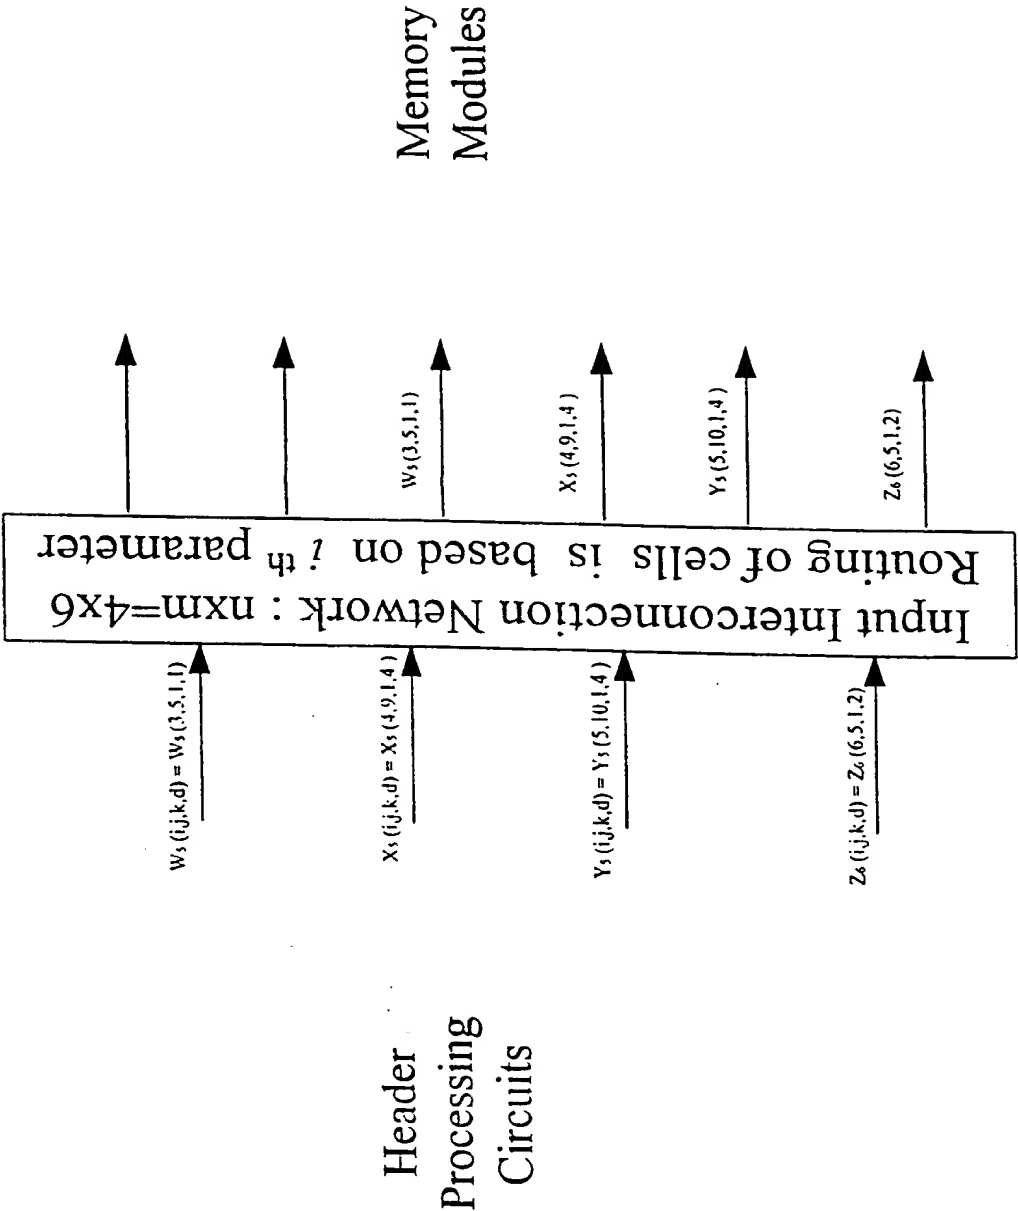 Header
Processing
Circuits
W5 (i,j,k,d) = W5 (3,5,1,1)
X5 (i,j,k,d) = X5 (4,9,1,4)
Y5 (i,j,k,d) = Y5 (5,10,1,4)
Z6 (i,j,k,d) = Z6 (6,5,1,2)
Input Interconnection Network : nxm=4x6
Routing of cells is based on i th parameter
W5 (3,5,1,1)
X5 (4,9,1,4)
Y5 (5,10,1,4)
Z6 (6,5,1,2)
Memory
Modules